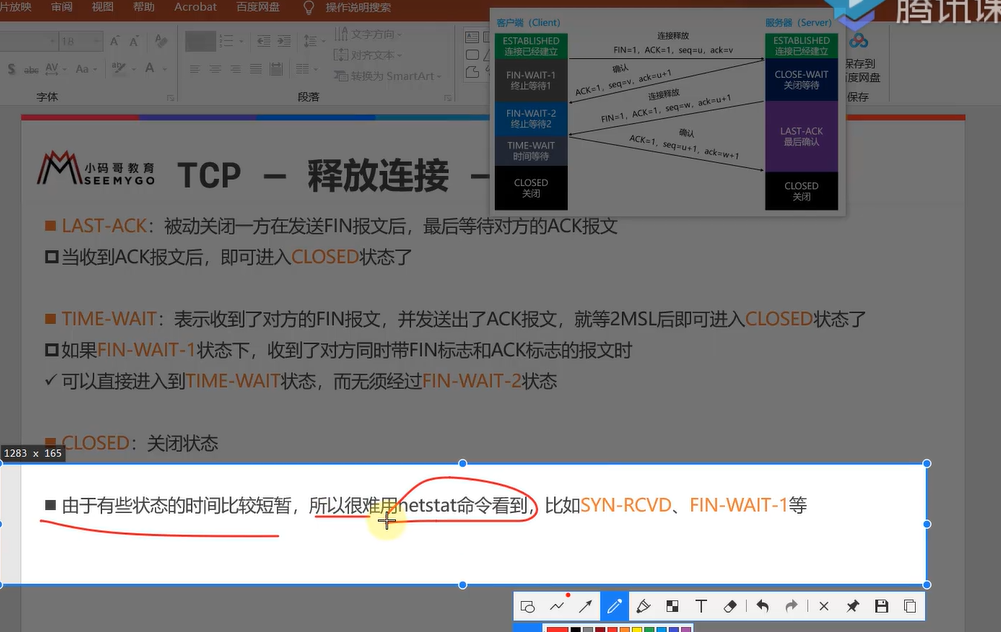 片放映 审阅 视图 帮助 Acrobat 百度网盘 操作说明搜索
腾讯课
18
文字方向
对齐文本
转换为 SmartArt
字体
段落
保存到
百度网盘
保存
客户端（Client）
服务器（Server）
ESTABLISHED
连接已经建立
FIN-WAIT-1
终止等待1
FIN-WAIT-2
终止等待2
TIME-WAIT
时间等待
CLOSED
关闭
连接释放
FIN=1, ACK=1, seq=u, ack=v
确认
ACK=1, seq=v, ack=u+1
连接释放
FIN=1, ACK=1, seq=w, ack=u+1
确认
ACK=1, seq=u+1, ack=w+1
ESTABLISHED
连接已经建立
CLOSE-WAIT
关闭等待
LAST-ACK
最后确认
CLOSED
关闭
小码哥教育
SEEMYGO
TCP – 释放连接 –
LAST-ACK：被动关闭一方在发送FIN报文后，最后等待对方的ACK报文
当收到ACK报文后，即可进入CLOSED状态了
TIME-WAIT：表示收到了对方的FIN报文，并发送出了ACK报文，就等2MSL后即可进入CLOSED状态了
如果FIN-WAIT-1状态下，收到了对方同时带FIN标志和ACK标志的报文时
✓ 可以直接进入到TIME-WAIT状态，而无须经过FIN-WAIT-2状态
CLOSED：关闭状态
1283 x 165
由于有些状态的时间比较短暂，所以很难用netstat命令看到，比如SYN-RCVD、FIN-WAIT-1等